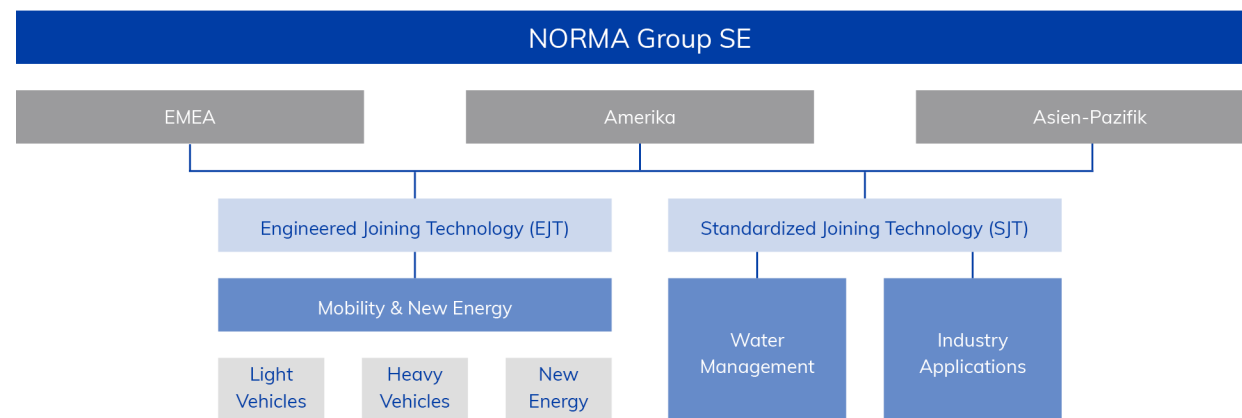 NORMA Group SE
EMEA
Amerika
Asien-Pazifik
Engineered Joining Technology (EJT)
Standardized Joining Technology (SJT)
Mobility & New Energy
Water
Management
Industry
Applications
Light
Vehicles
Heavy
Vehicles
New
Energy